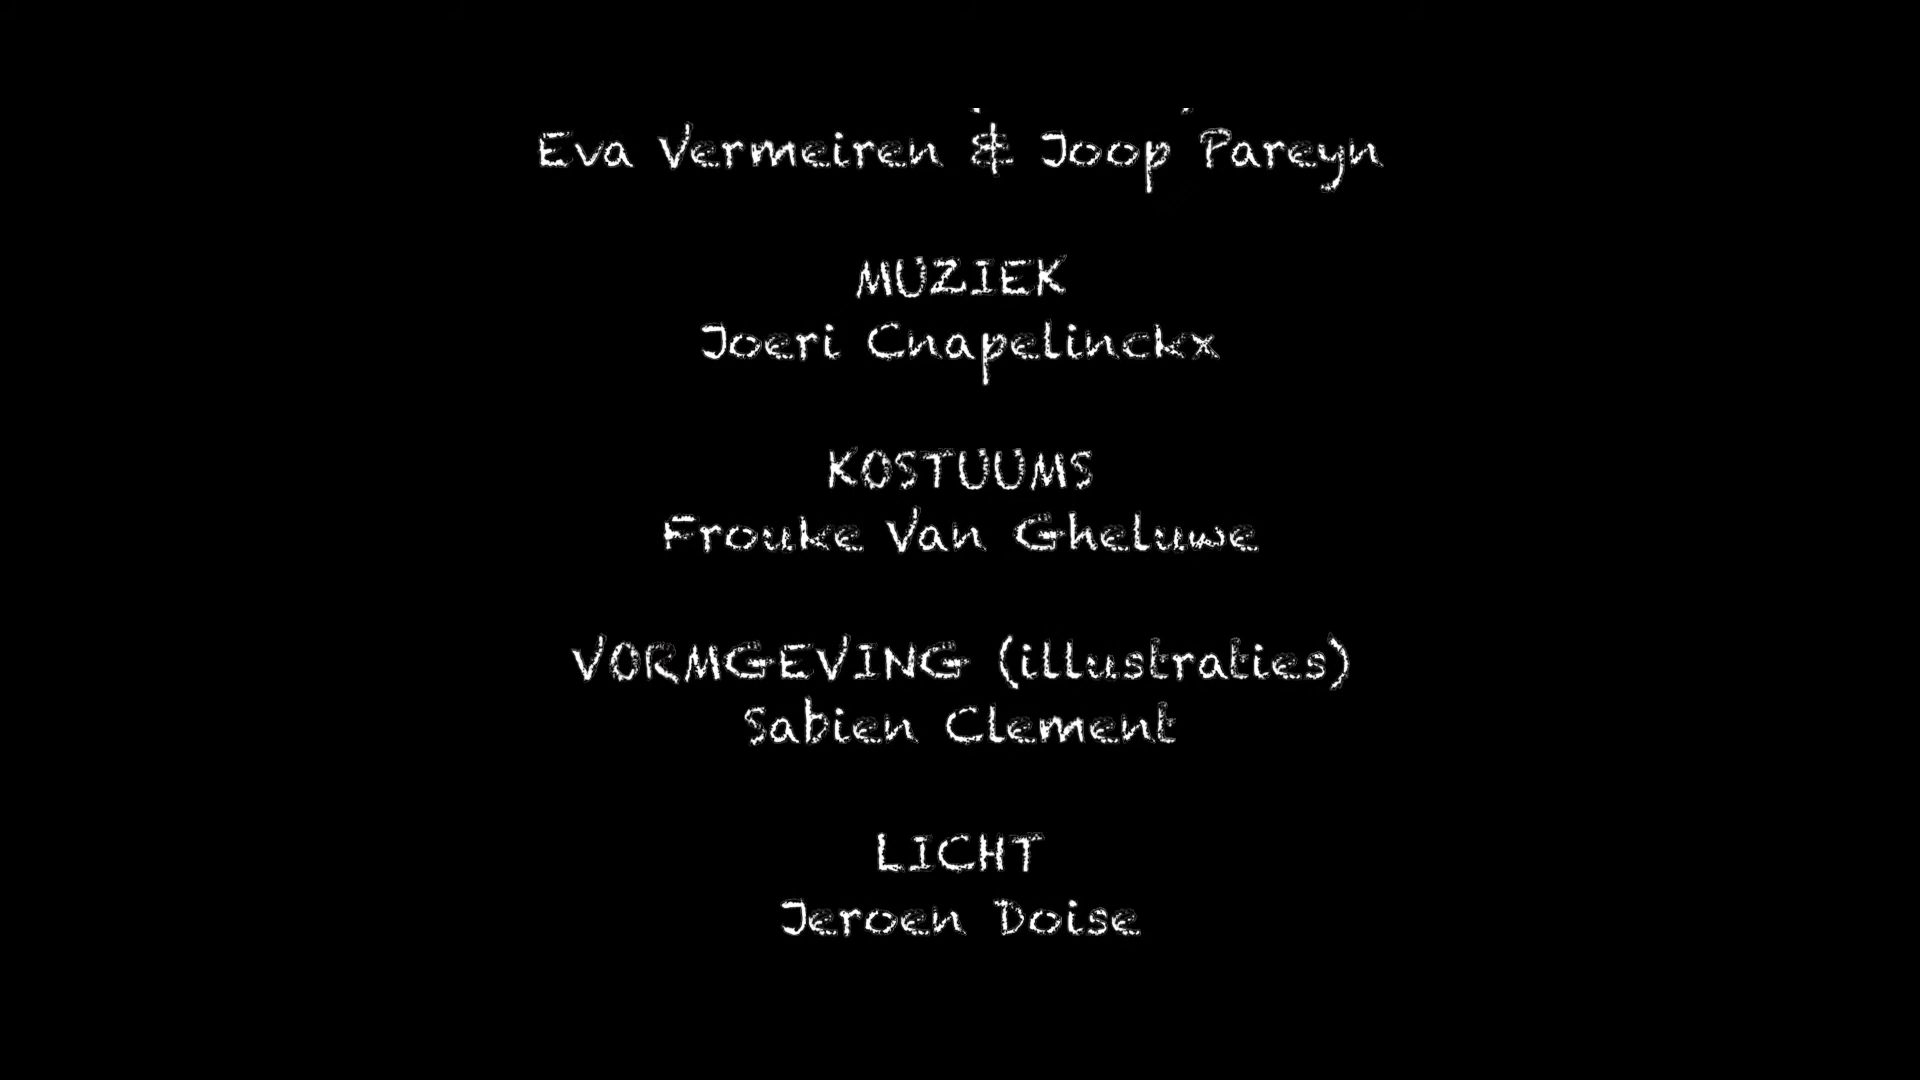 Eva Vermeiren & Joop Pareyn
MUZIEK
Joeri Cnapelinckx
KOSTUUMS
Frouke Van Gheluwe
VORMGEVING (illustraties)
Sabien Clement
LICHT
Jeroen Doise